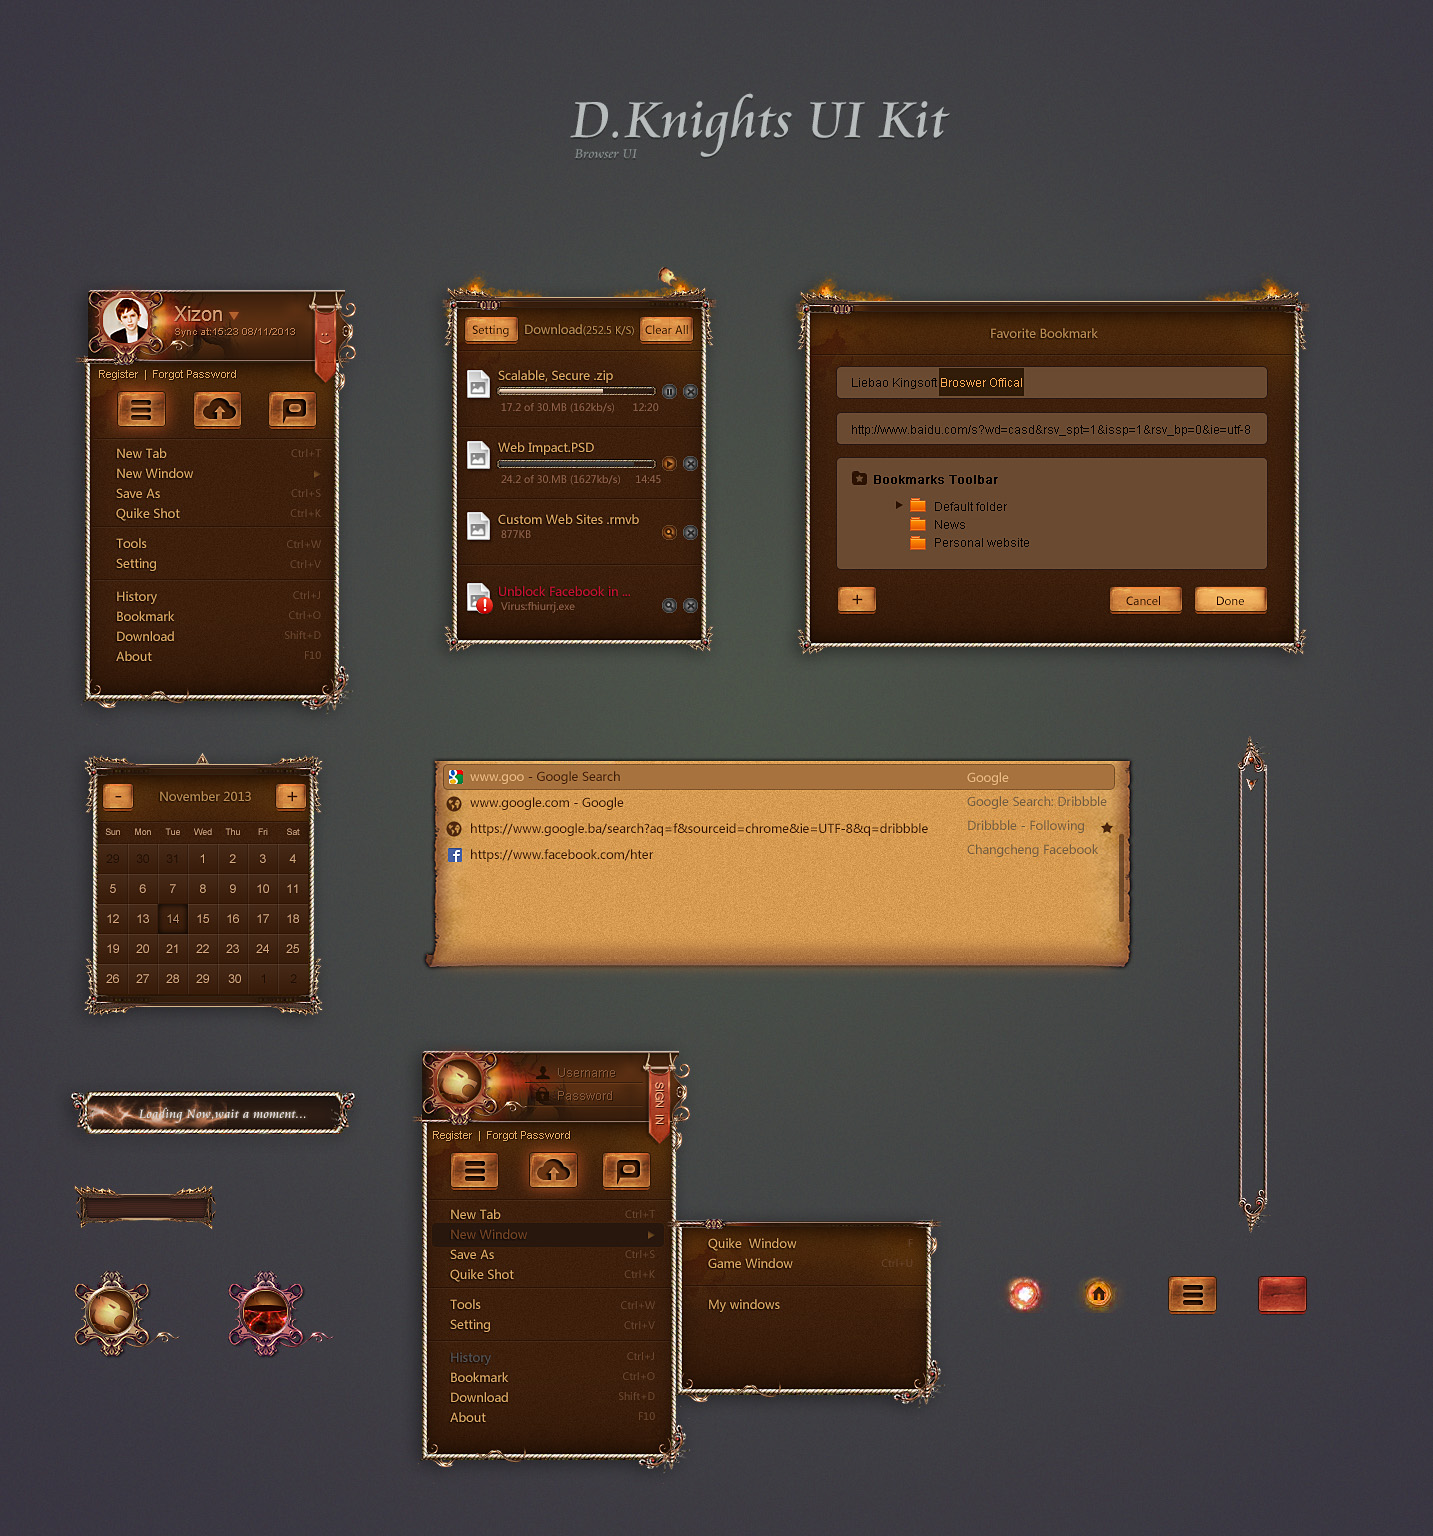 D.Knights UI Kit
Browser UI
Xizon
Sync at:15:23 08/11/2013
:)
Register | Forgot Password
New Tab Ctrl+T
New Window
Save As Ctrl+S
Quike Shot Ctrl+K
Tools Ctrl+W
Setting Ctrl+V
History Ctrl+J
Bookmark Ctrl+O
Download Shift+D
About F10
Setting Download(252.5 K/S) Clear All
Scalable, Secure .zip
17.2 of 30.MB (162kb/s) 12:20
Web Impact.PSD
24.2 of 30.MB (1627kb/s) 14:45
Custom Web Sites .rmvb
877KB
Unblock Facebook in ...
Virus:fhiurrj.exe
Favorite Bookmark
Liebao Kingsoft Broswer Offical
http://www.baidu.com/s?wd=casd&rsv_spt=1&issp=1&rsv_bp=0&ie=utf-8
Bookmarks Toolbar
Default folder
News
Personal website
+ Cancel Done
- November 2013 +
Sun Mon Tue Wed Thu Fri Sat
29 30 31 1 2 3 4
5 6 7 8 9 10 11
12 13 14 15 16 17 18
19 20 21 22 23 24 25
26 27 28 29 30 1 2
www.goo - Google Search Google
www.google.com - Google Google Search: Dribbble
https://www.google.ba/search?aq=f&sourceid=chrome&ie=UTF-8&q=dribbble Dribbble - Following
https://www.facebook.com/hter Changcheng Facebook
Loading Now,wait a moment...
Username
Password
SIGN IN
Register | Forgot Password
New Tab Ctrl+T
New Window
Save As Ctrl+S
Quike Shot Ctrl+K
Tools Ctrl+W
Setting Ctrl+V
History Ctrl+J
Bookmark Ctrl+O
Download Shift+D
About F10
Quike Window F
Game Window Ctrl+U
My windows